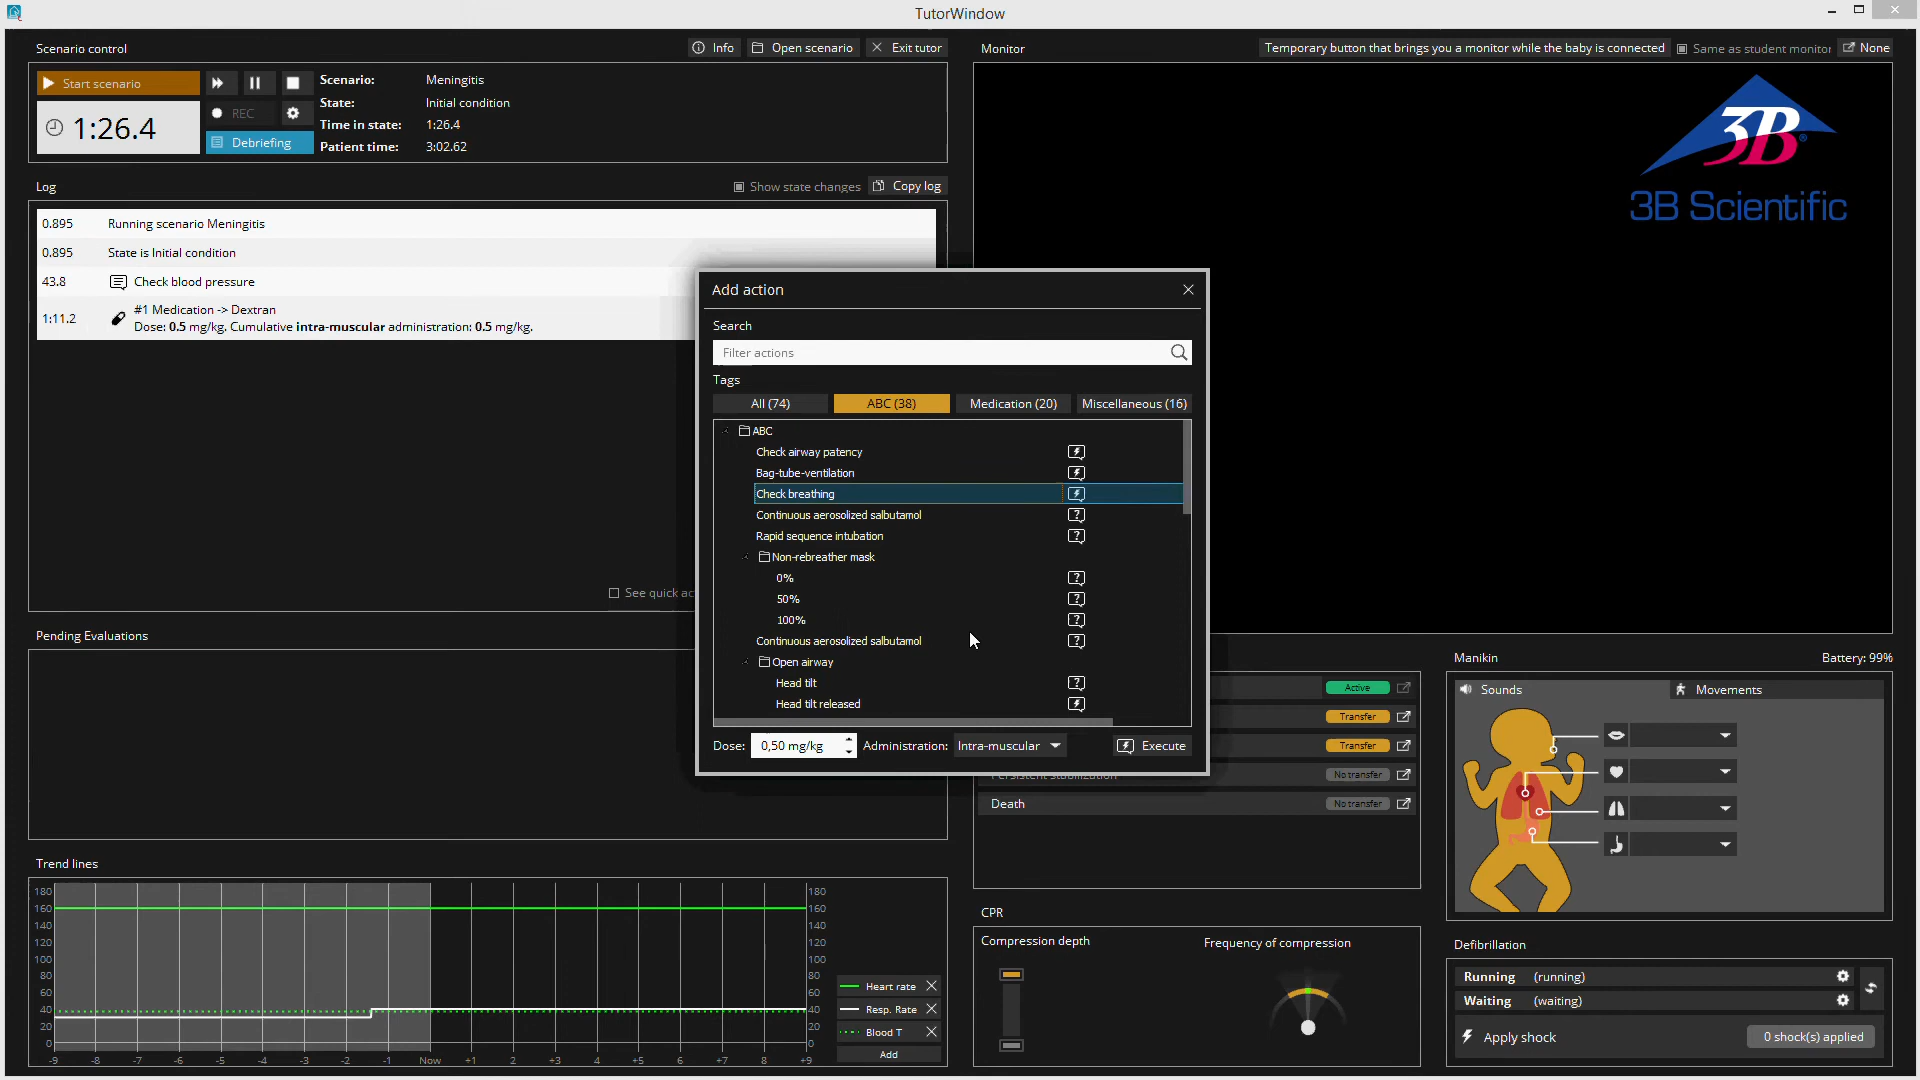 TutorWindow
Scenario control
Info
Open scenario
Exit tutor
Start scenario
1:26.4
REC
Debriefing
Scenario: Meningitis
State: Initial condition
Time in state: 1:26.4
Patient time: 3:02.62
Log
Show state changes
Copy log
0.895 Running scenario Meningitis
0.895 State is Initial condition
43.8 Check blood pressure
1:11.2 #1 Medication -> Dextran
Dose: 0.5 mg/kg. Cumulative intra-muscular administration: 0.5 mg/kg.
See quick ac
Pending Evaluations
Trend lines
180 180
160 160
140 140
120 120
100 100
80 80
60 60
40 40
20 20
0 0
-9 -8 -7 -6 -5 -4 -3 -2 -1 Now +1 2 +3 +4 +5 6 +7 8 +9
Heart rate
Resp. Rate
Blood T
Add
Add action
Search
Filter actions
Tags
All (74) ABC (38) Medication (20) Miscellaneous (16)
ABC
Check airway patency
Bag-tube-ventilation
Check breathing
Continuous aerosolized salbutamol
Rapid sequence intubation
Non-rebreather mask
0%
50%
100%
Continuous aerosolized salbutamol
Open airway
Head tilt
Head tilt released
Dose: 0,50 mg/kg Administration: Intra-muscular Execute
Monitor
Temporary button that brings you a monitor while the baby is connected
Same as student monitor
None
3B®
3B Scientific
Active
Transfer
Transfer
Persistent stabilization No transfer
Death No transfer
CPR
Compression depth
Frequency of compression
Manikin
Battery: 99%
Sounds
Movements
Defibrillation
Running (running)
Waiting (waiting)
Apply shock
0 shock(s) applied